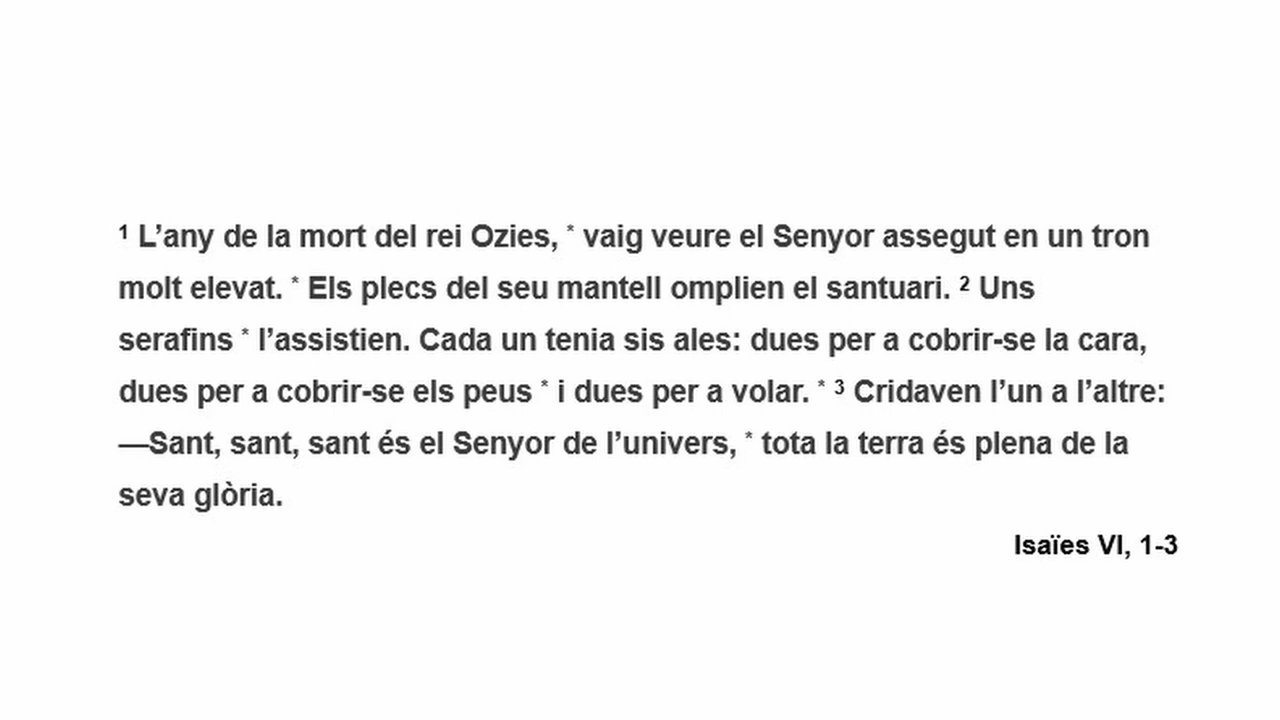 ¹ L’any de la mort del rei Ozies, * vaig veure el Senyor assegut en un tron
molt elevat. * Els plecs del seu mantell omplien el santuari. ² Uns
serafins * l’assistien. Cada un tenia sis ales: dues per a cobrir-se la cara,
dues per a cobrir-se els peus * i dues per a volar. * ³ Cridaven l’un a l’altre:
—Sant, sant, sant és el Senyor de l’univers, * tota la terra és plena de la
seva glòria.
Isaïes VI, 1-3